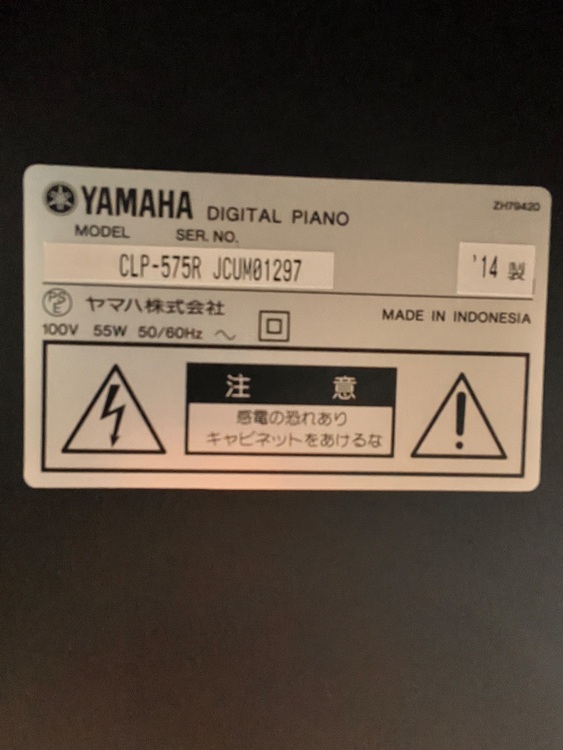 YAMAHA DIGITAL PIANO ZH79420
MODEL SER. NO.
CLP-575R JCUM01297 '14 製
PS E ヤマハ株式会社
100V 55W 50/60Hz ～ MADE IN INDONESIA
注 意
感電の恐れあり
キャビネットをあけるな